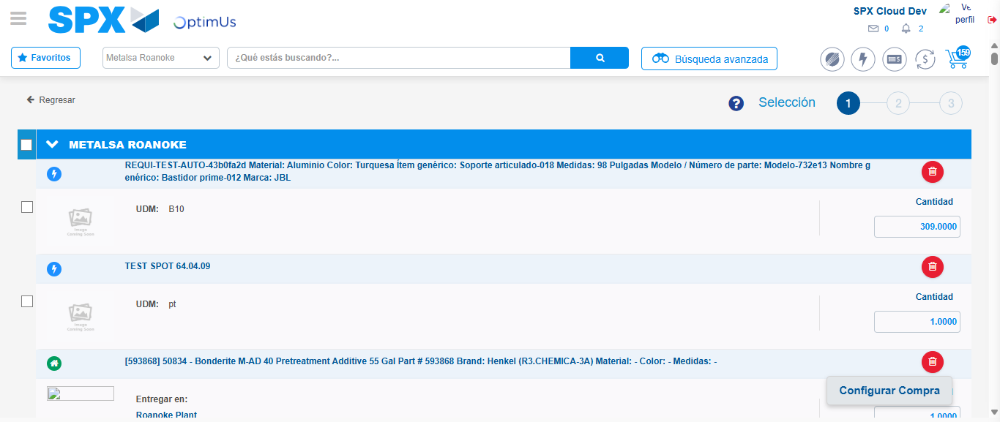 SPX
OptimUs
SPX Cloud Dev
0
2
Ve
perfil
Favoritos
Metalsa Roanoke
¿Qué estás buscando?...
Búsqueda avanzada
159
Regresar
Selección
1
2
3
METALSA ROANOKE
REQUI-TEST-AUTO-43b0fa2d Material: Aluminio Color: Turquesa Ítem genérico: Soporte articulado-018 Medidas: 98 Pulgadas Modelo / Número de parte: Modelo-732e13 Nombre g
enérico: Bastidor prime-012 Marca: JBL
Image
Coming Soon
UDM: B10
Cantidad
309.0000
TEST SPOT 64.04.09
Image
Coming Soon
UDM: pt
Cantidad
1.0000
[593868] 50834 - Bonderite M-AD 40 Pretreatment Additive 55 Gal Part # 593868 Brand: Henkel (R3.CHEMICA-3A) Material: - Color: - Medidas: -
Entregar en:
Roanoke Plant
Configurar Compra
1.0000